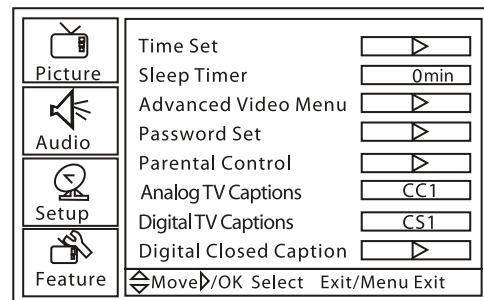 Picture
Audio
Setup
Feature
Time Set
Sleep Timer 0min
Advanced Video Menu
Password Set
Parental Control
Analog TV Captions CC1
Digital TV Captions CS1
Digital Closed Caption
Move /OK Select Exit/Menu Exit